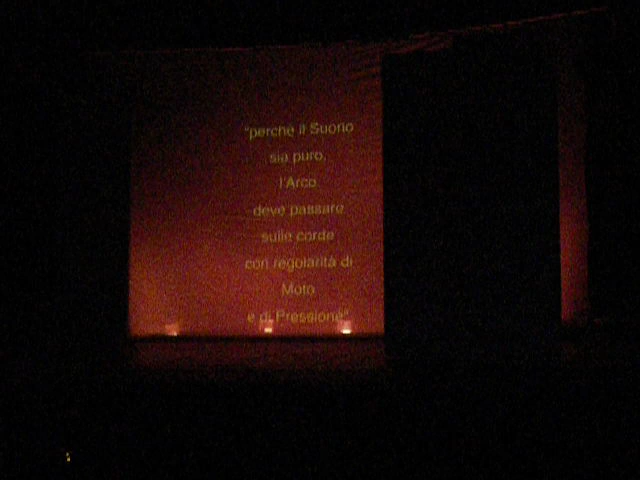 "perchè il Suono
sia puro,
l'Arco
deve passare
sulle corde
con regolarità di
Moto
e di Pressione"